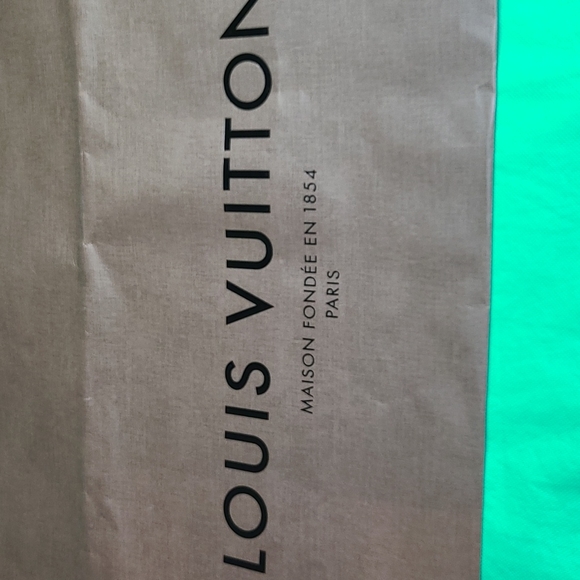 LOUIS VUITTON
MAISON FONDÉE EN 1854
PARIS